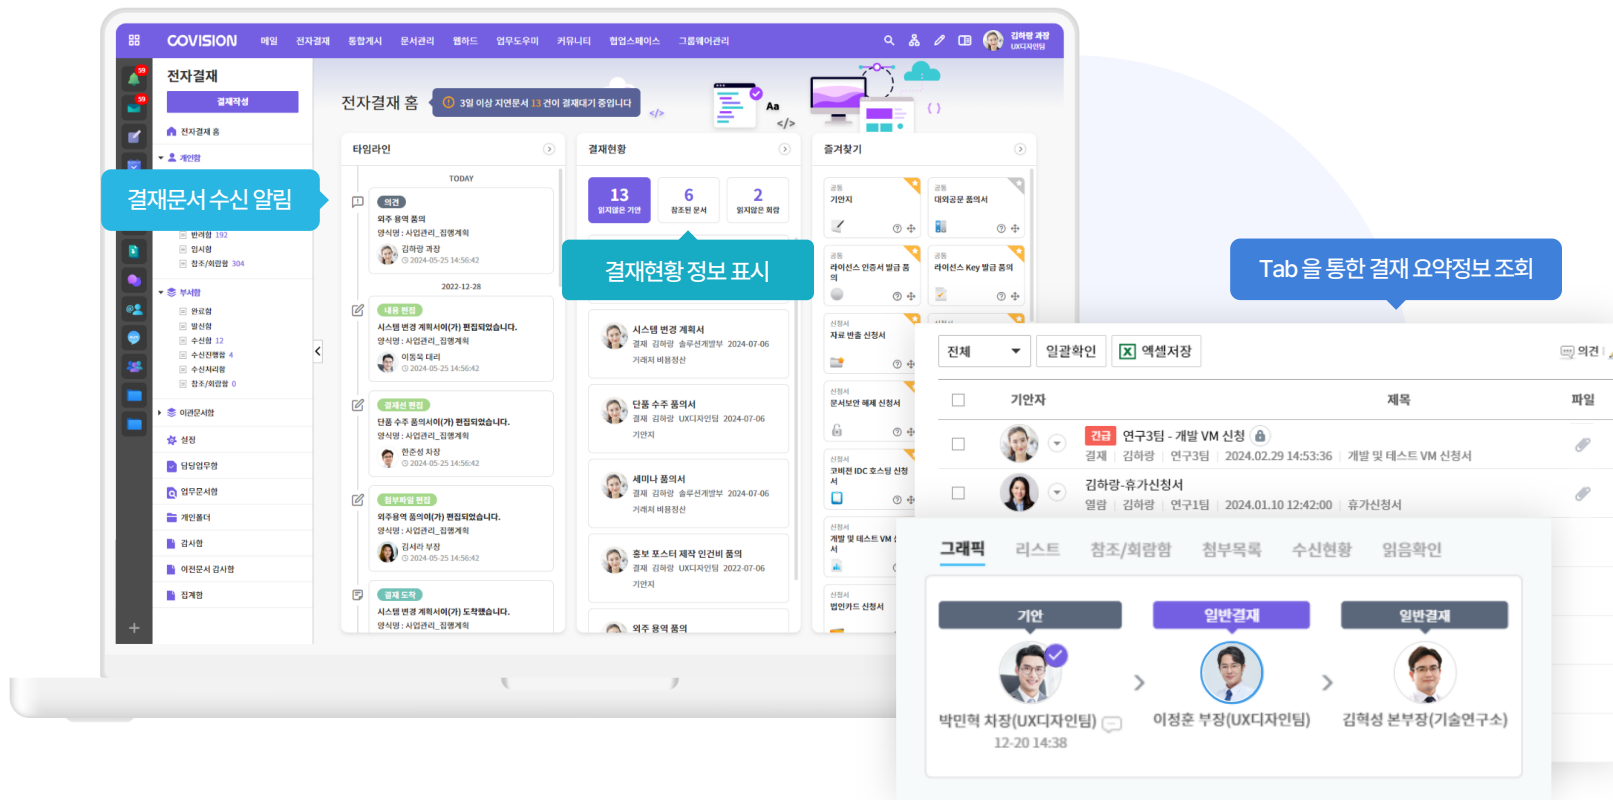 COVISION 메일 전자결재 통합게시 문서관리 웹하드 업무도우미 커뮤니티 협업스페이스 그룹웨어관리
김하랑 과장
UX디자인팀
59
59
전자결재
결재작성
전자결재 홈
개인함
결재문서 수신 알림
반려함 192
임시함
참조/회람함 304
부서함
완료함
발신함
수신함 12
수신진행함 4
수신처리함
참조/회람함 0
이관문서함
설정
담당업무함
업무문서함
개인폴더
감사함
이전문서 감사함
집계함
전자결재 홈
3일 이상 지연문서 13 건이 결재대기 중입니다
</>
Aa
</>
{ }
타임라인
TODAY
의견
외주 용역 품의
양식명 : 사업관리_집행계획
김하랑 과장
2024-05-25 14:56:42
2022-12-28
내용 편집
시스템 변경 계획서이(가) 편집되었습니다.
양식명 : 사업관리_집행계획
이동욱 대리
2024-05-25 14:56:42
결재선 편집
단품 수주 품의서이(가) 편집되었습니다.
양식명 : 사업관리_집행계획
한준성 차장
2024-05-25 14:56:42
첨부파일 편집
외주용역 품의이(가) 편집되었습니다.
양식명 : 사업관리_집행계획
김서라 부장
2024-05-25 14:56:42
결재 도착
시스템 변경 계획서이(가) 도착했습니다.
양식명 : 사업관리_집행계획
결재현황
13
읽지않은 기안
6
참조된 문서
2
읽지않은 회람
결재현황 정보 표시
시스템 변경 계획서
결재 김하랑 솔루션개발부 2024-07-06
거래처 비용정산
단품 수주 품의서
결재 김하랑 UX디자인팀 2024-07-06
기안지
세미나 품의서
결재 김하랑 솔루션개발부 2024-07-06
거래처 비용정산
홍보 포스터 제작 인건비 품의
결재 김하랑 UX디자인팀 2022-07-06
기안지
외주 용역 품의
즐겨찾기
공통
기안지
공통
대외공문 품의서
공통
라이선스 인증서 발급 품의
공통
라이선스 Key 발급 품의
신청서
자료 반출 신청서
신청서
문서보안 해제 신청서
신청서
코비전 IDC 호스팅 신청서
신청서
개발 및 테스트 VM
서
신청서
법인카드 신청서
Tab 을 통한 결재 요약정보 조회
전체 일괄확인 엑셀저장 의견
기안자 제목 파일
긴급 연구3팀 - 개발 VM 신청
결재 | 김하랑 | 연구3팀 | 2024.02.29 14:53:36 | 개발 및 테스트 VM 신청서
김하랑-휴가신청서
열람 | 김하랑 | 연구1팀 | 2024.01.10 12:42:00 | 휴가신청서
그래픽 리스트 참조/회람함 첨부목록 수신현황 읽음확인
기안
일반결재
일반결재
박민혁 차장(UX디자인팀)
12-20 14:38
이정훈 부장(UX디자인팀)
김혁성 본부장(기술연구소)